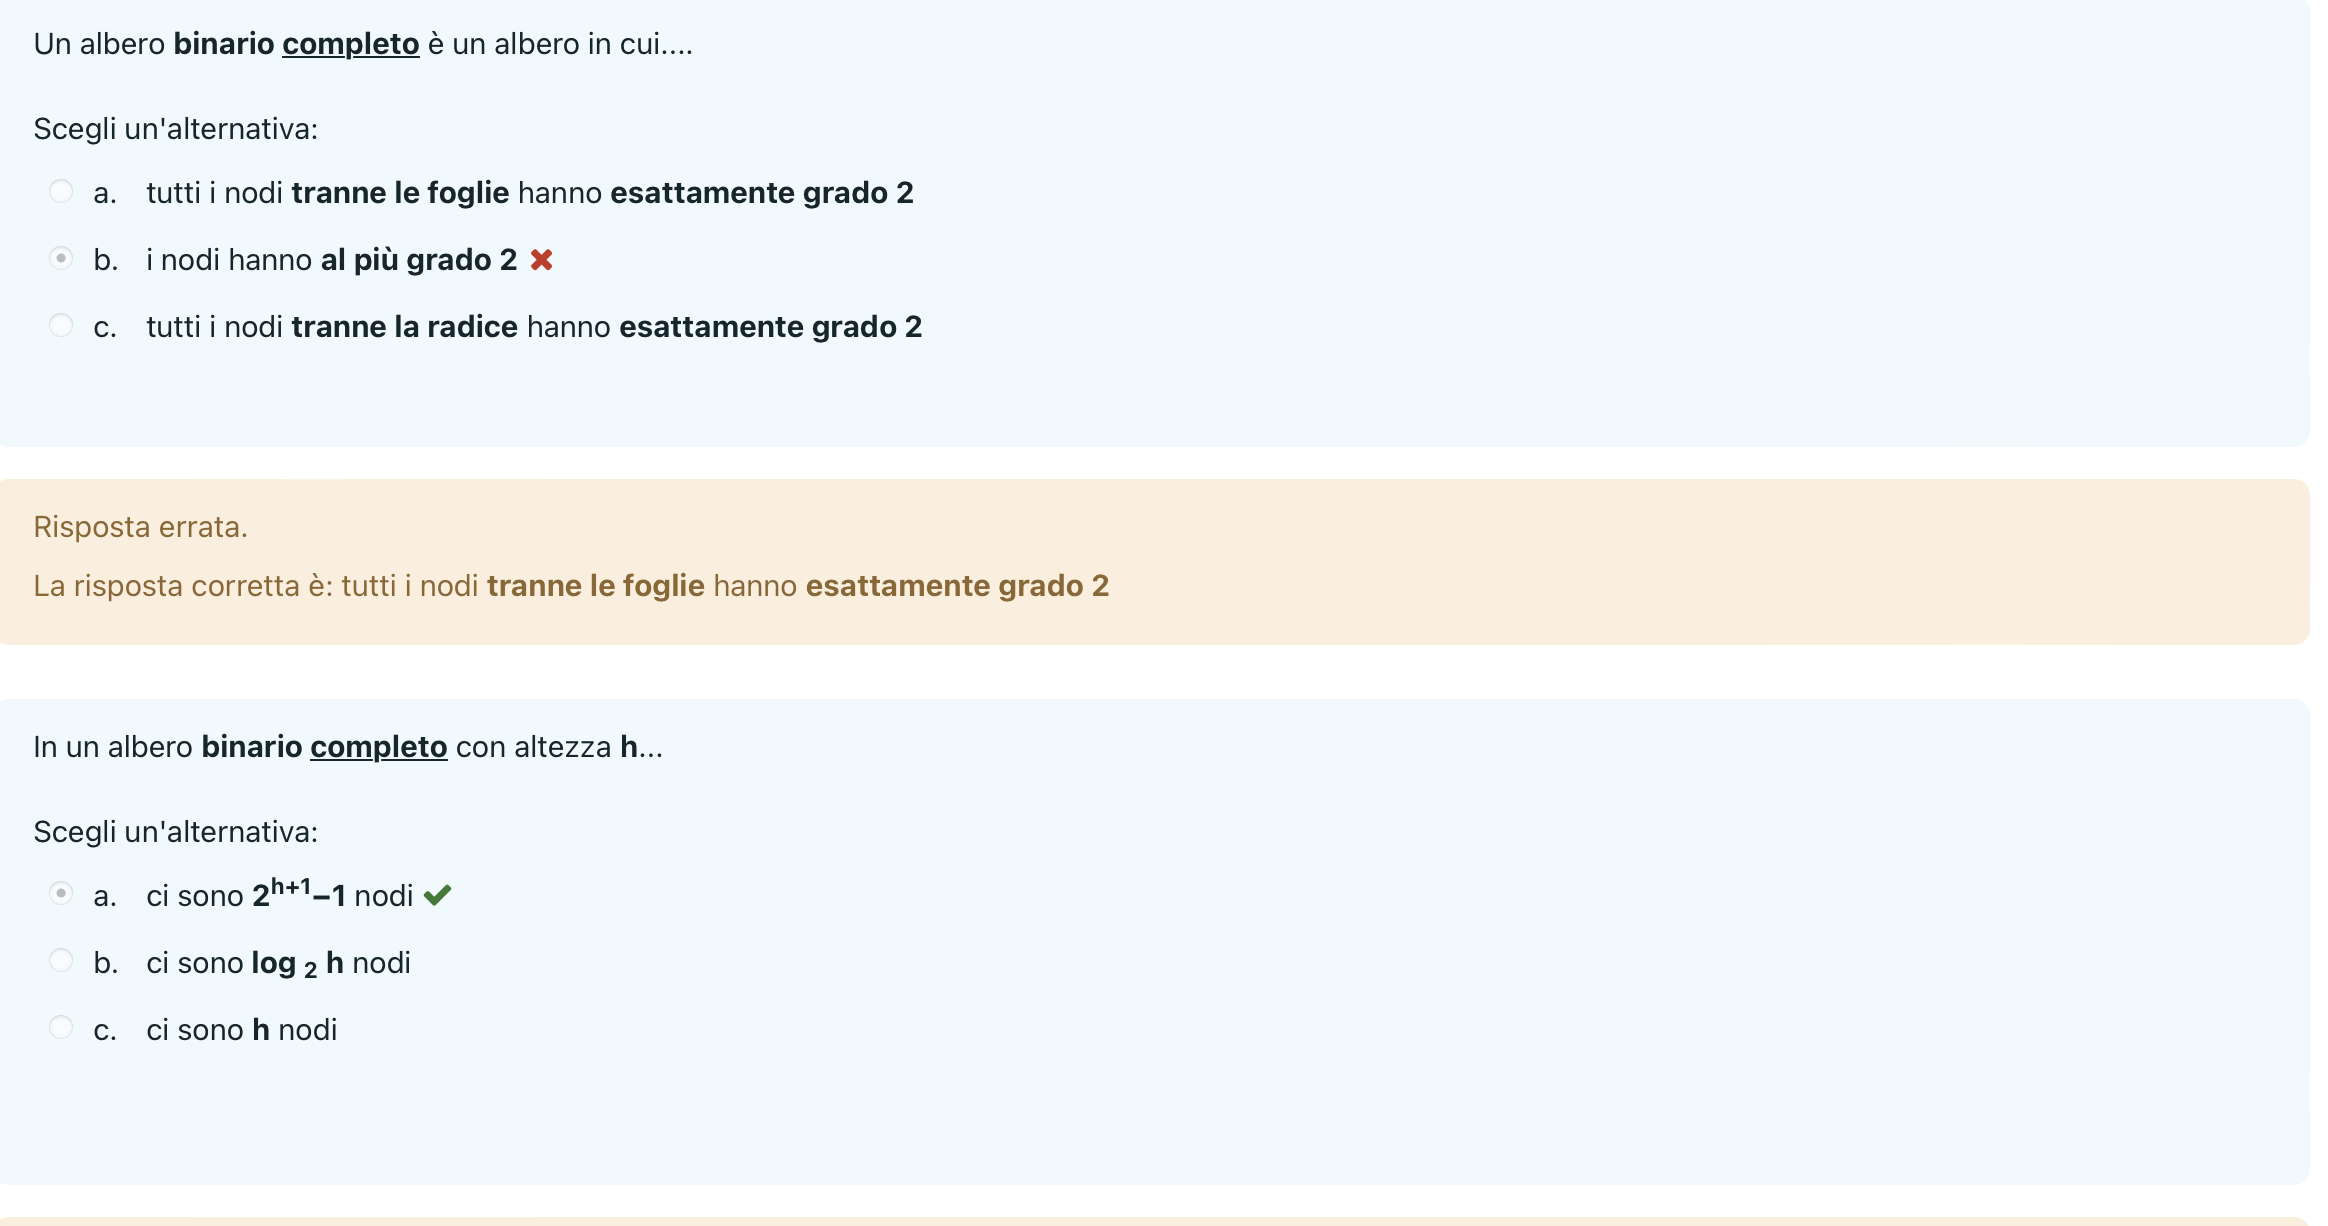 Un albero binario completo è un albero in cui....
Scegli un'alternativa:
a. tutti i nodi tranne le foglie hanno esattamente grado 2
b. i nodi hanno al più grado 2
c. tutti i nodi tranne la radice hanno esattamente grado 2
Risposta errata.
La risposta corretta è: tutti i nodi tranne le foglie hanno esattamente grado 2
In un albero binario completo con altezza h...
Scegli un'alternativa:
a. ci sono 2^{h+1}–1 nodi
b. ci sono log ₂ h nodi
c. ci sono h nodi